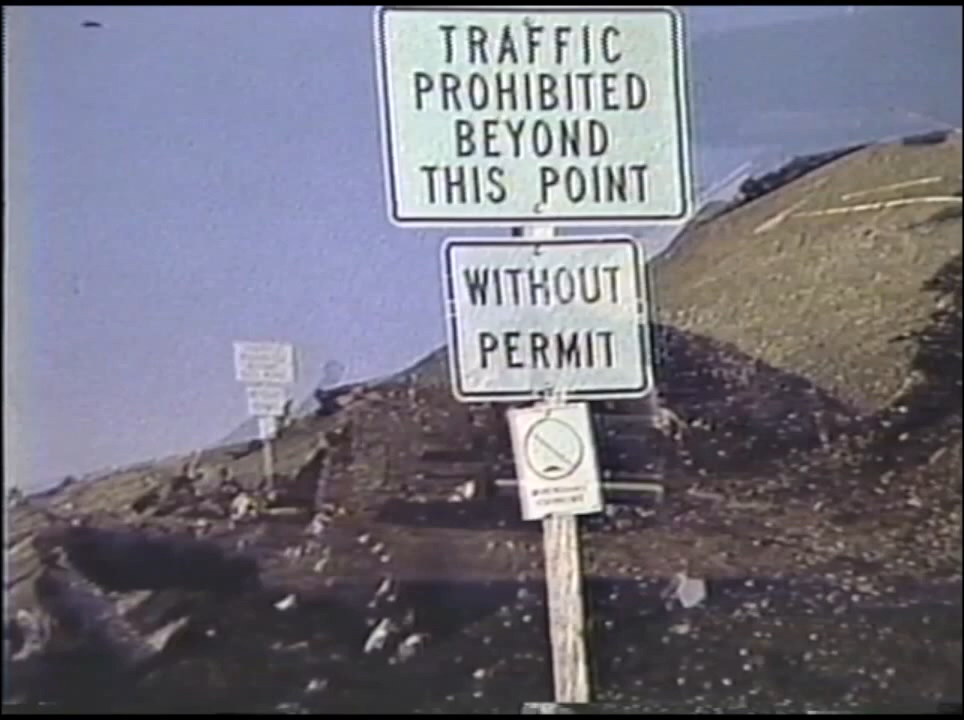 TRAFFIC
PROHIBITED
BEYOND
THIS POINT
WITHOUT
PERMIT